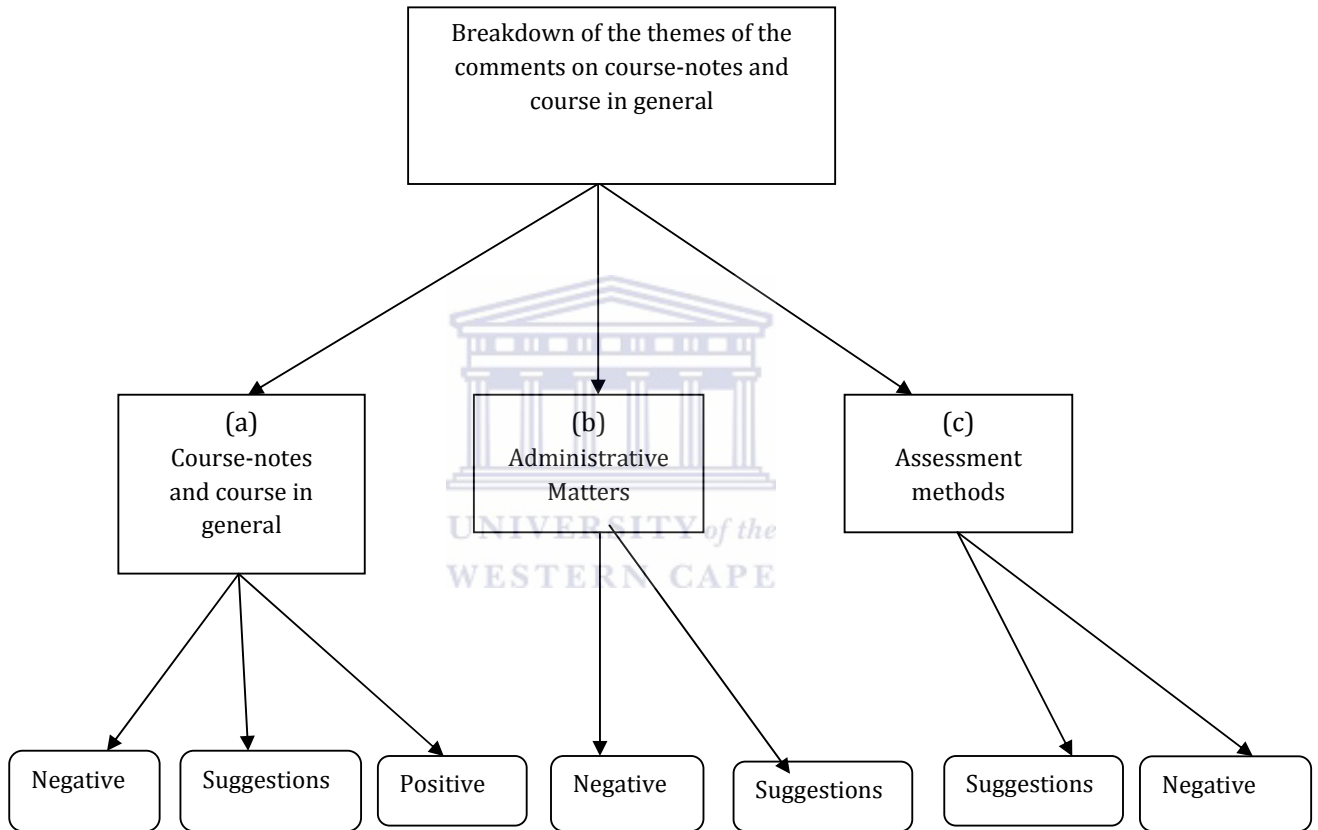 Breakdown of the themes of the
comments on course-notes and
course in general
(a)
Course-notes
and course in
general
(b)
Administrative
Matters
(c)
Assessment
methods
UNIVERSITY of the
WESTERN CAPE
Negative
Suggestions
Positive
Negative
Suggestions
Suggestions
Negative